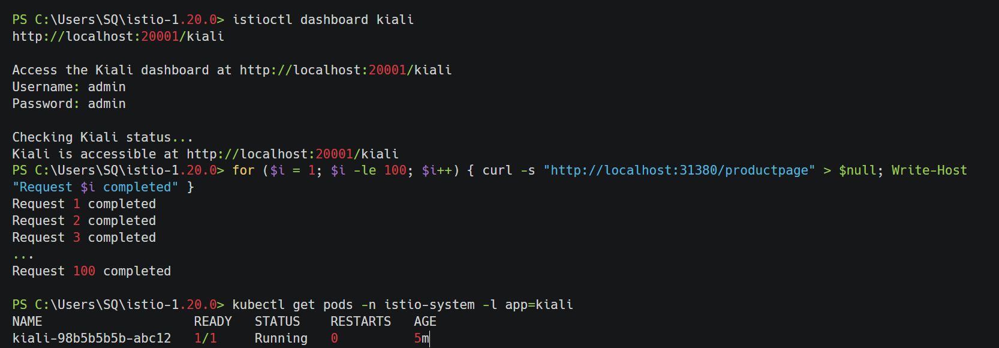 PS C:\Users\SQ\istio-1.20.0> istioctl dashboard kiali
http://localhost:20001/kiali
Access the Kiali dashboard at http://localhost:20001/kiali
Username: admin
Password: admin
Checking Kiali status...
Kiali is accessible at http://localhost:20001/kiali
PS C:\Users\SQ\istio-1.20.0> for ($i = 1; $i -le 100; $i++) { curl -s "http://localhost:31380/productpage" > $null; Write-Host
"Request $i completed" }
Request 1 completed
Request 2 completed
Request 3 completed
...
Request 100 completed
PS C:\Users\SQ\istio-1.20.0> kubectl get pods -n istio-system -l app=kiali
NAME                    READY   STATUS    RESTARTS   AGE
kiali-98b5b5b5b-abc12   1/1     Running   0          5m